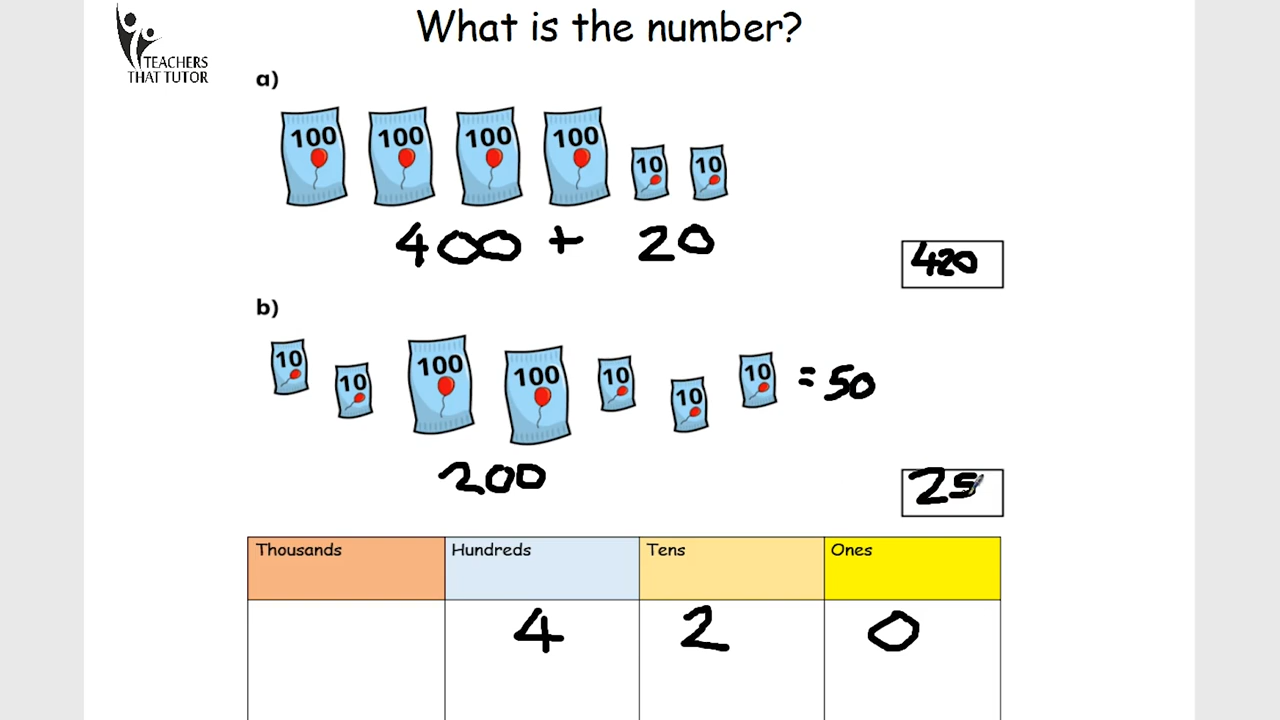 What is the number?
TEACHERS
THAT TUTOR
a)
100 100 100 100 10 10
400 + 20
420
b)
10 10 100 100 10 10 10 = 50
200
25
Thousands Hundreds Tens Ones
4 2 0